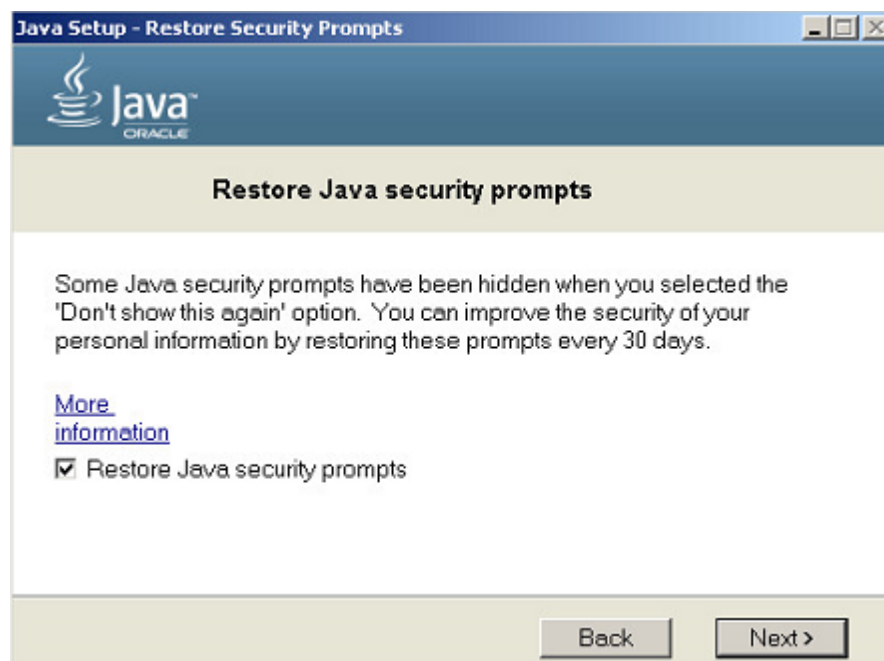 Java Setup - Restore Security Prompts
Java™
ORACLE
Restore Java security prompts
Some Java security prompts have been hidden when you selected the
'Don't show this again' option. You can improve the security of your
personal information by restoring these prompts every 30 days.
More
information
Restore Java security prompts
Back
Next >